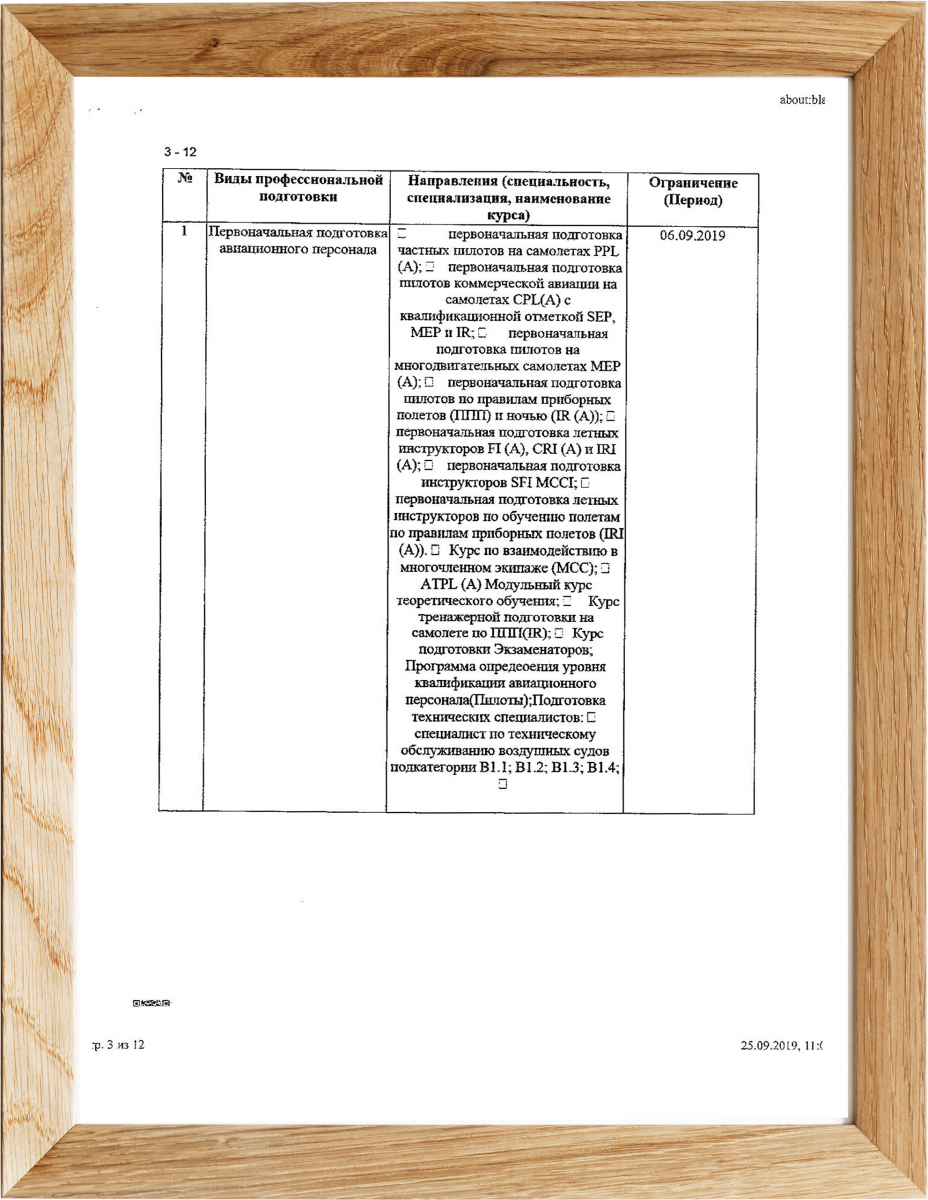 about:bla
3 - 12
№ Виды профессиональной подготовки Направления (специальность, специализация, наименование курса) Ограничение (Период)
1 Первоначальная подготовка авиационного персонала 06.09.2019
□ первоначальная подготовка
частных пилотов на самолетах PPL
(A); □ первоначальная подготовка
пилотов коммерческой авиации на
самолетах CPL(A) с
квалификационной отметкой SEP,
MEP и IR; □ первоначальная
подготовка пилотов на
многодвигательных самолетах MEP
(A); □ первоначальная подготовка
пилотов по правилам приборных
полетов (ППП) и ночью (IR (A)); □
первоначальная подготовка летных
инструкторов FI (A), CRI (A) и IRI
(A); □ первоначальная подготовка
инструкторов SFI MCCI; □
первоначальная подготовка летных
инструкторов по обучению полетам
по правилам приборных полетов (IRI
(A)). □ Курс по взаимодействию в
многочленном экипаже (MCC); □
ATPL (A) Модульный курс
теоретического обучения; □ Курс
тренажерной подготовки на
самолете по ППП(IR); □ Курс
подготовки Экзаменаторов;
Программа опредеоения уровня
квалификации авиационного
персонала(Пилоты);Подготовка
технических специалистов: □
специалист по техническому
обслуживанию воздушных судов
подкатегории B1.1; B1.2; B1.3; B1.4;
□
тр. 3 из 12
25.09.2019, 11:0